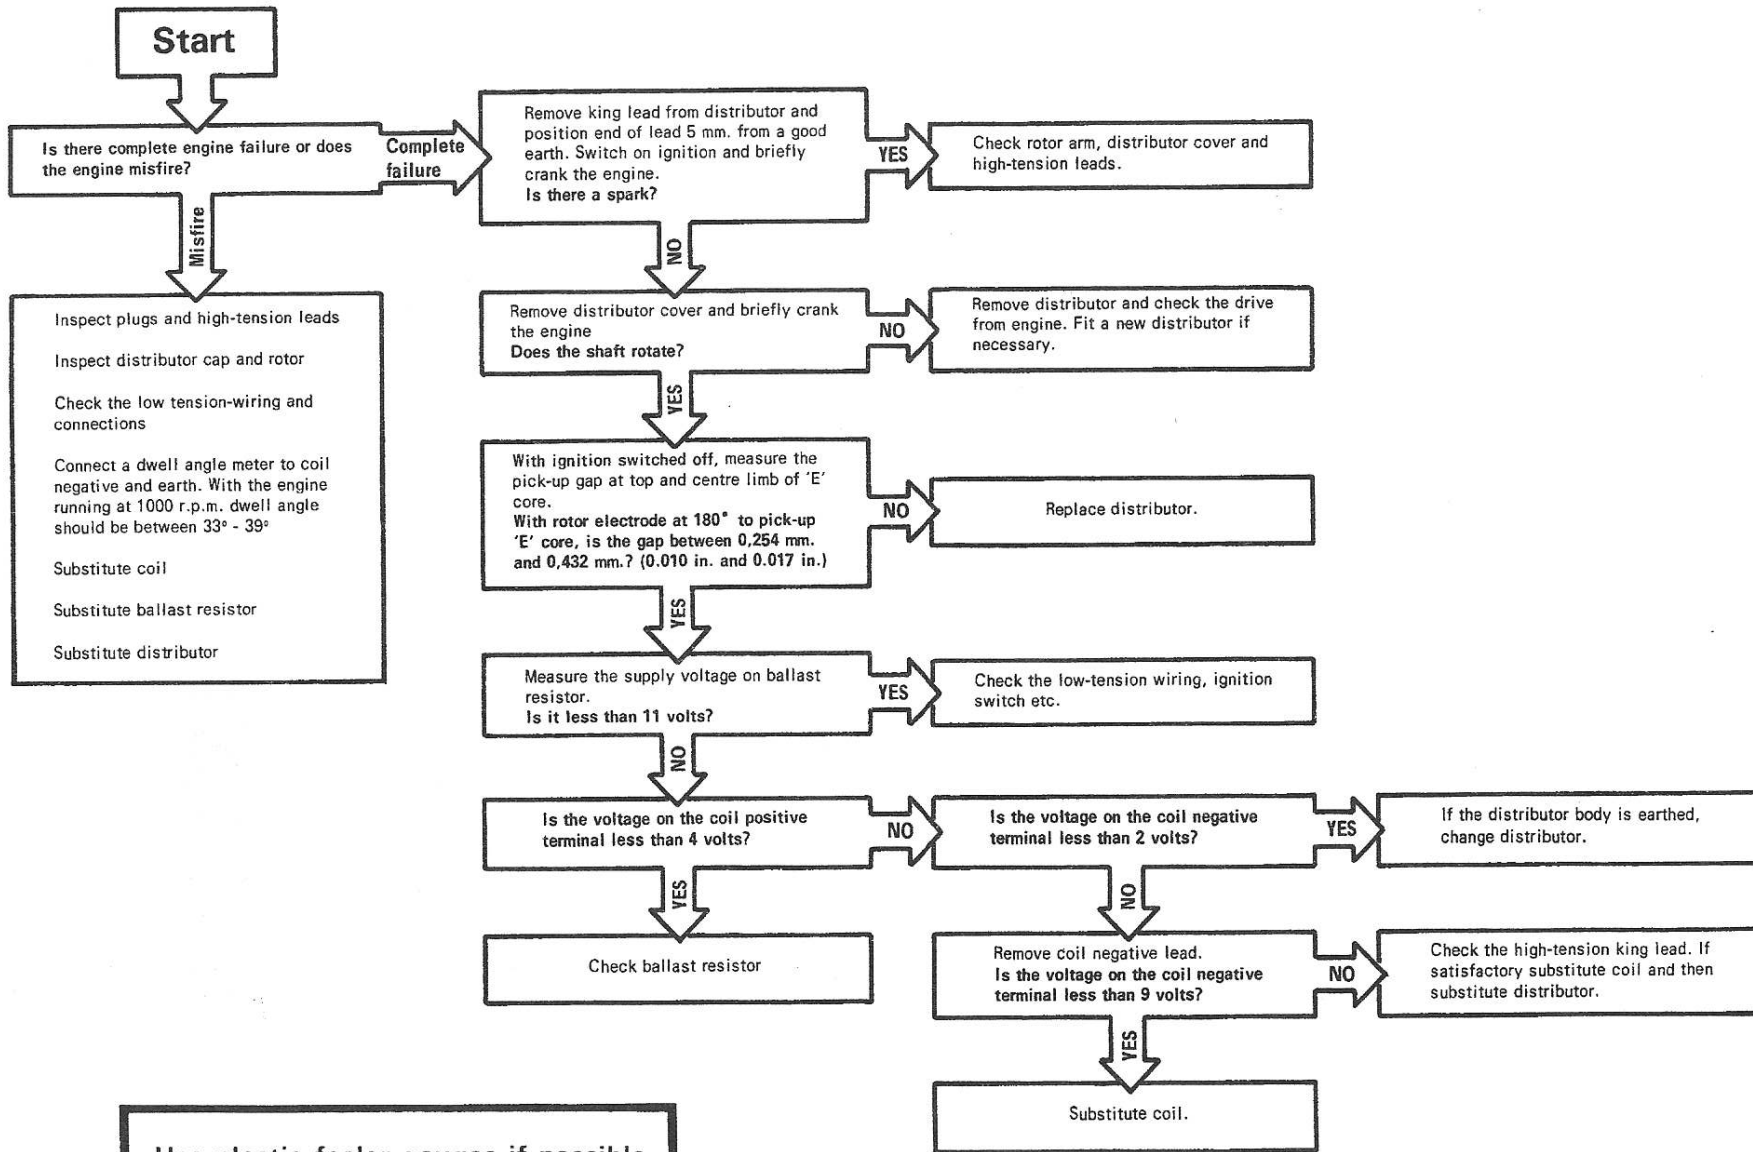 Start
Is there complete engine failure or does
the engine misfire?
Complete
failure
Misfire
Inspect plugs and high-tension leads
Inspect distributor cap and rotor
Check the low tension-wiring and
connections
Connect a dwell angle meter to coil
negative and earth. With the engine
running at 1000 r.p.m. dwell angle
should be between 33° - 39°
Substitute coil
Substitute ballast resistor
Substitute distributor
Remove king lead from distributor and
position end of lead 5 mm. from a good
earth. Switch on ignition and briefly
crank the engine.
Is there a spark?
YES
Check rotor arm, distributor cover and
high-tension leads.
NO
Remove distributor cover and briefly crank
the engine
Does the shaft rotate?
NO
Remove distributor and check the drive
from engine. Fit a new distributor if
necessary.
YES
With ignition switched off, measure the
pick-up gap at top and centre limb of 'E'
core.
With rotor electrode at 180° to pick-up
'E' core, is the gap between 0,254 mm.
and 0,432 mm.? (0.010 in. and 0.017 in.)
NO
Replace distributor.
YES
Measure the supply voltage on ballast
resistor.
Is it less than 11 volts?
YES
Check the low-tension wiring, ignition
switch etc.
NO
Is the voltage on the coil positive
terminal less than 4 volts?
NO
Is the voltage on the coil negative
terminal less than 2 volts?
YES
If the distributor body is earthed,
change distributor.
YES
Check ballast resistor
NO
Remove coil negative lead.
Is the voltage on the coil negative
terminal less than 9 volts?
NO
Check the high-tension king lead. If
satisfactory substitute coil and then
substitute distributor.
YES
Substitute coil.
Use plastic feeler gauges if possible